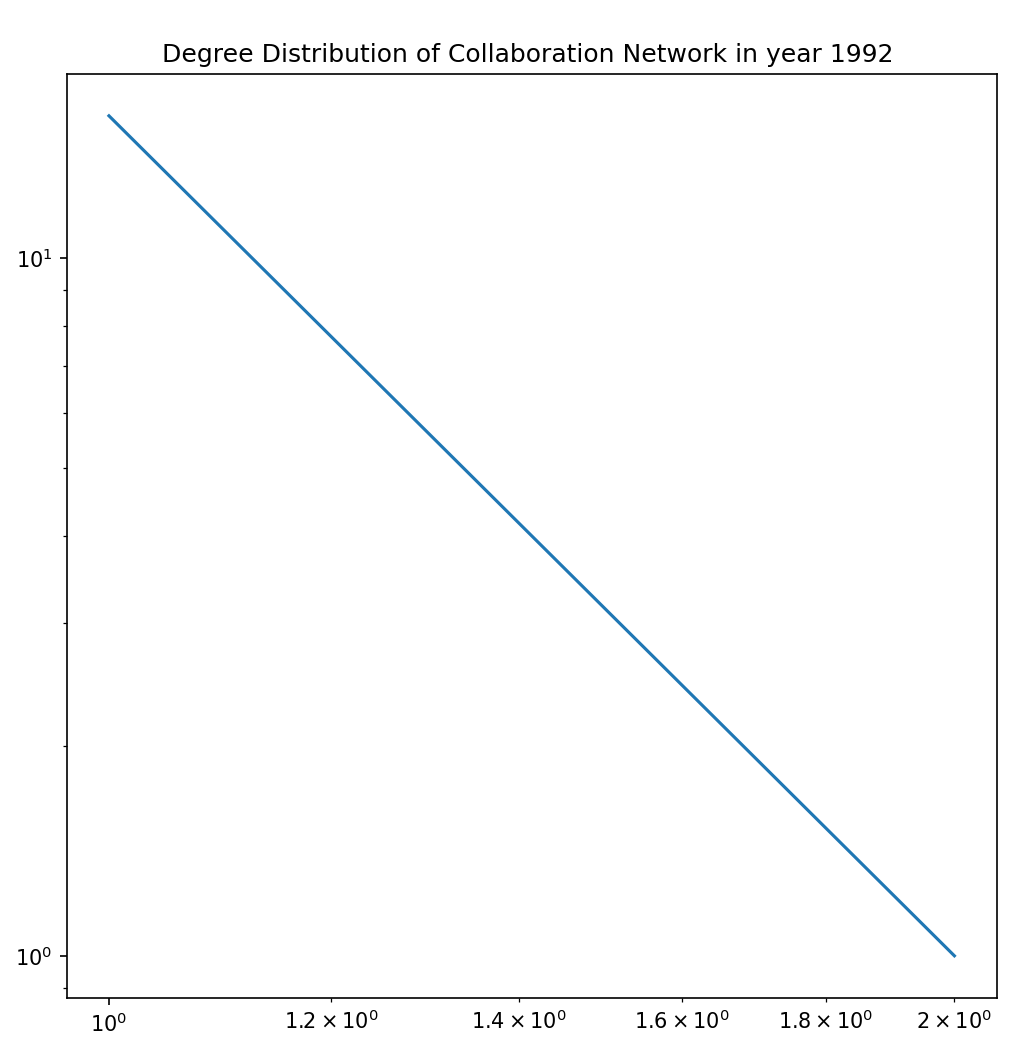 Degree Distribution of Collaboration Network in year 1992
10¹
10⁰
10⁰ 1.2 × 10⁰ 1.4 × 10⁰ 1.6 × 10⁰ 1.8 × 10⁰ 2 × 10⁰